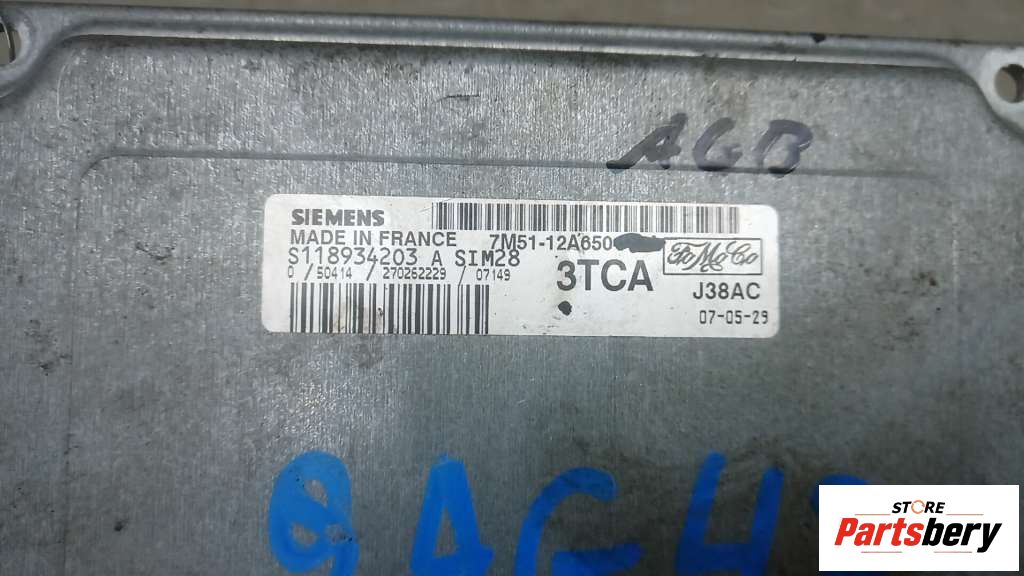 AGB
SIEMENS
MADE IN FRANCE 7M51-12A650
S118934203 A SIM28
FoMoCo
0 /50414 /270262229 /07149
3TCA
J38AC
07-05-29
STORE
Partsbery